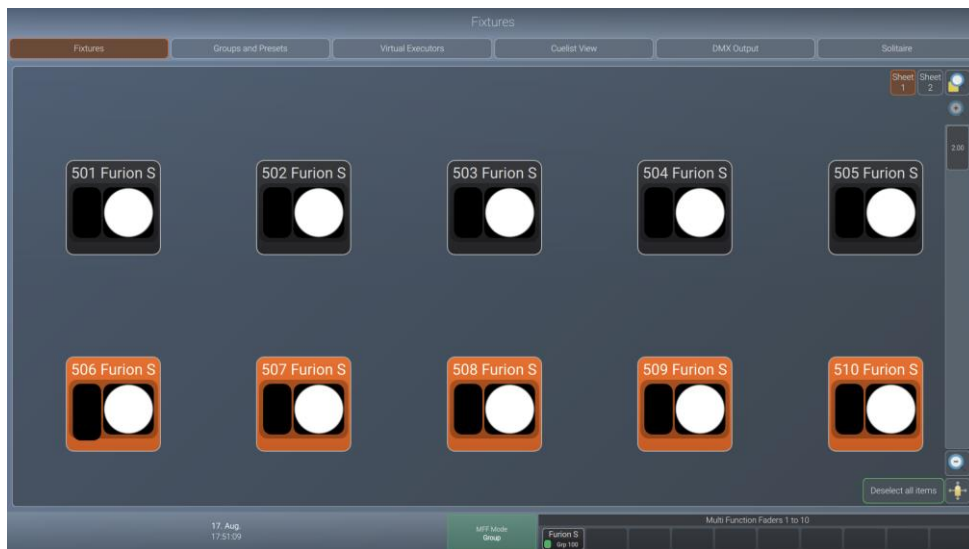 Fixtures
Fixtures Groups and Presets Virtual Executors Cuelist View DMX Output Solitaire
Sheet 1 Sheet 2
2.00
501 Furion S 502 Furion S 503 Furion S 504 Furion S 505 Furion S
506 Furion S 507 Furion S 508 Furion S 509 Furion S 510 Furion S
Deselect all items
17. Aug.
17:51:09
MFF Mode
Group
Multi Function Faders 1 to 10
Furion S
Grp 100